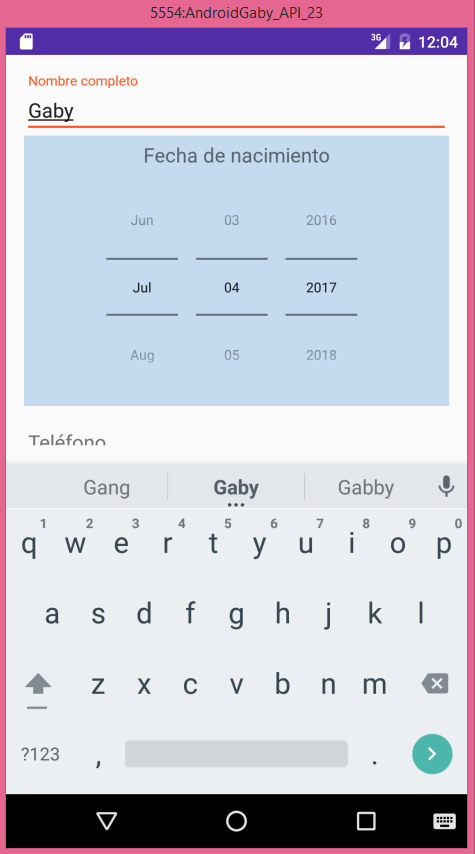 5554:AndroidGaby_API_23
3G 12:04
Nombre completo
Gaby
Fecha de nacimiento
Jun 03 2016
Jul 04 2017
Aug 05 2018
Teléfono
Gang Gaby Gabby
1 2 3 4 5 6 7 8 9 0
q w e r t y u i o p
a s d f g h j k l
z x c v b n m
?123 , .